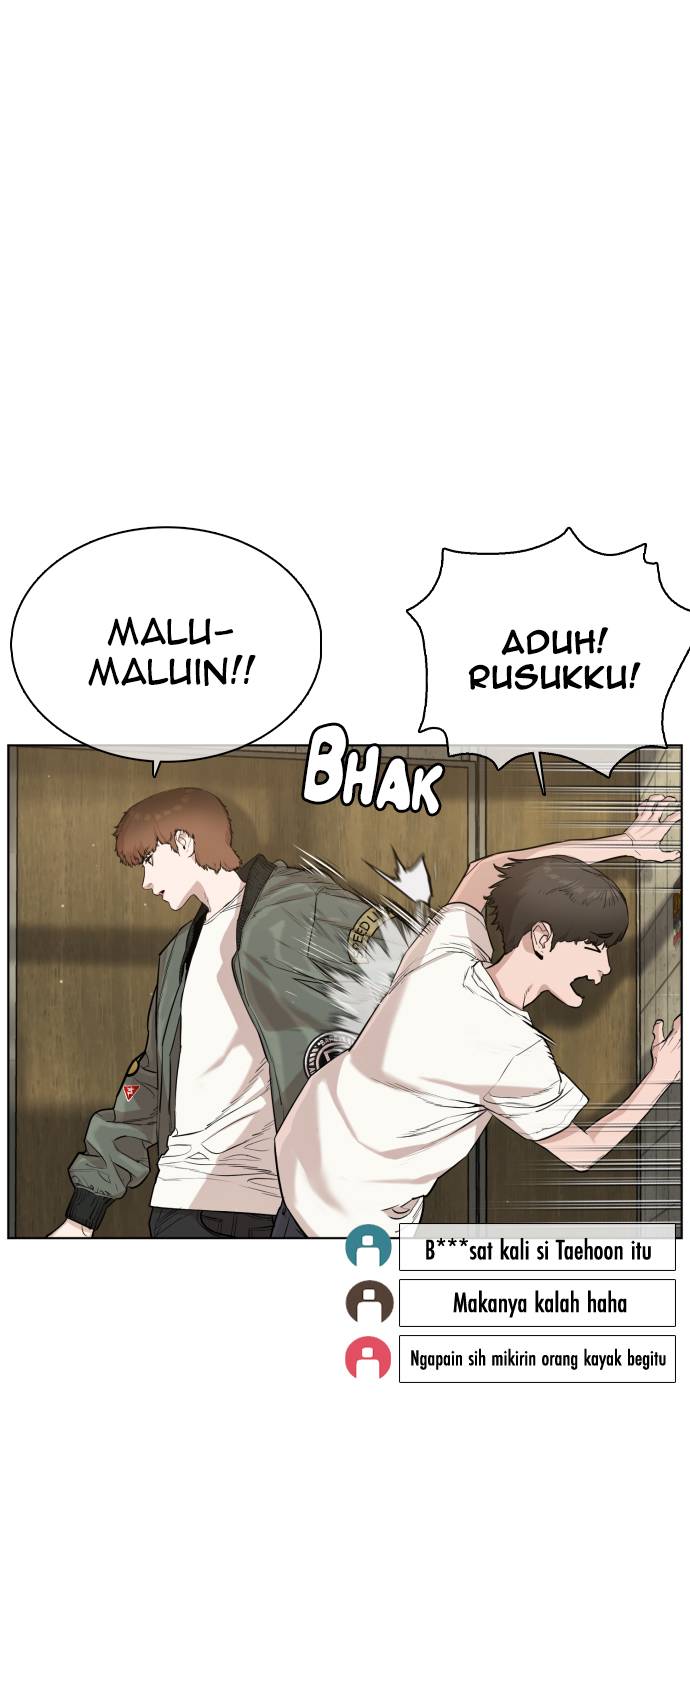 MALU-
MALUIN!!
ADUH!
RUSUKKU!
BHAK
B***sat kali si Taehoon itu
Makanya kalah haha
Ngapain sih mikirin orang kayak begitu